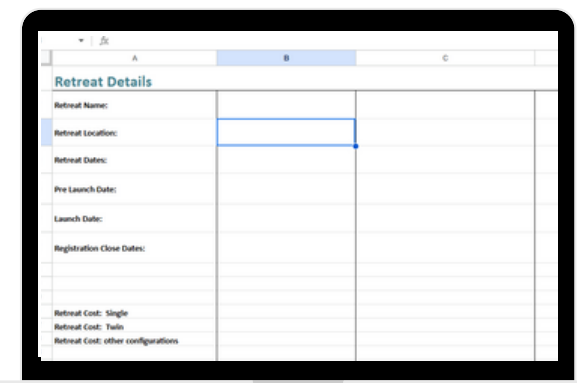 fx
A B C
Retreat Details
Retreat Name:
Retreat Location:
Retreat Dates:
Pre Launch Date:
Launch Date:
Registration Close Dates:
Retreat Cost: Single
Retreat Cost: Twin
Retreat Cost: other configurations